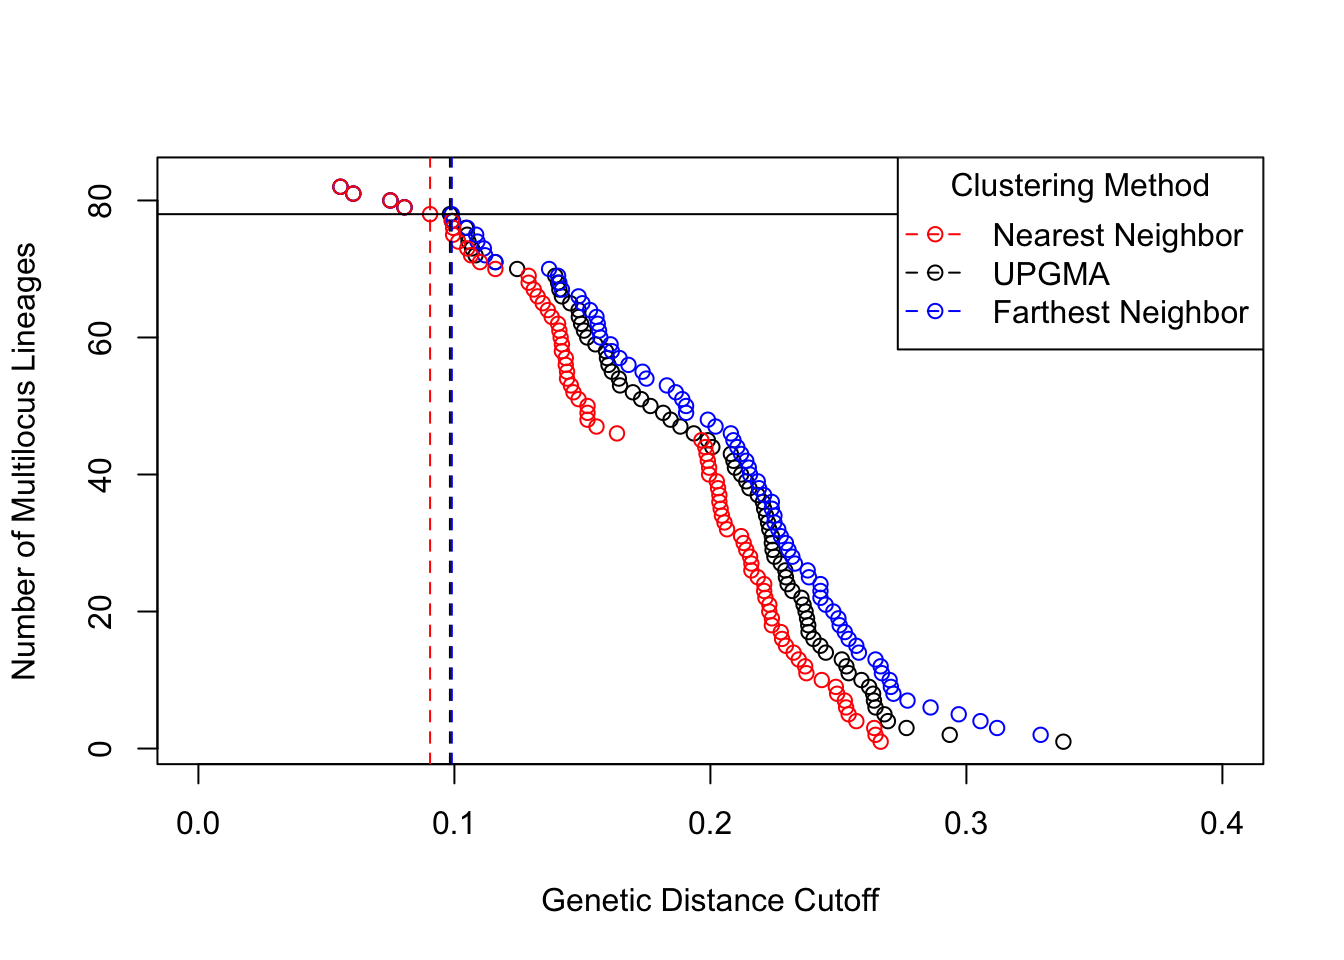 Clustering Method
Nearest Neighbor
UPGMA
Farthest Neighbor
Number of Multilocus Lineages
80
60
40
20
0
0.0 0.1 0.2 0.3 0.4
Genetic Distance Cutoff